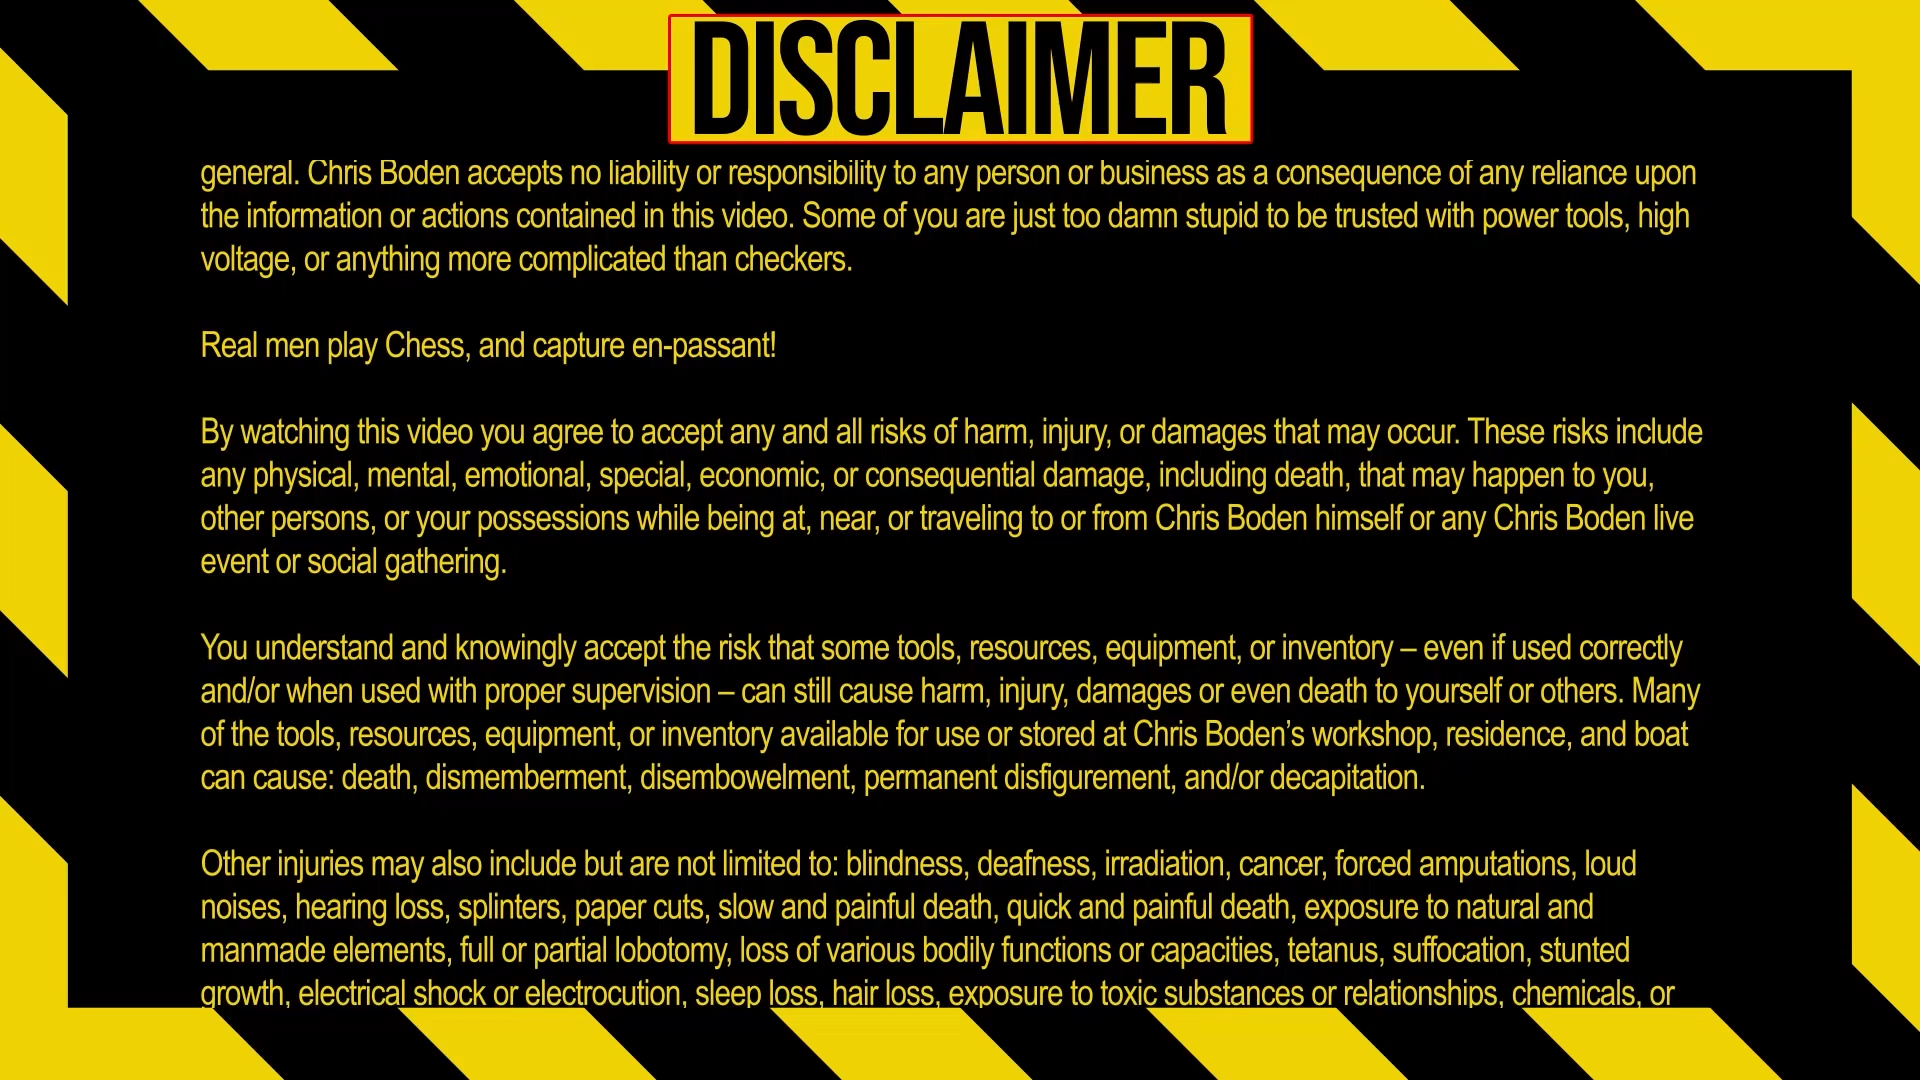 DISCLAIMER
general. Chris Boden accepts no liability or responsibility to any person or business as a consequence of any reliance upon
the information or actions contained in this video. Some of you are just too damn stupid to be trusted with power tools, high
voltage, or anything more complicated than checkers.
Real men play Chess, and capture en-passant!
By watching this video you agree to accept any and all risks of harm, injury, or damages that may occur. These risks include
any physical, mental, emotional, special, economic, or consequential damage, including death, that may happen to you,
other persons, or your possessions while being at, near, or traveling to or from Chris Boden himself or any Chris Boden live
event or social gathering.
You understand and knowingly accept the risk that some tools, resources, equipment, or inventory – even if used correctly
and/or when used with proper supervision – can still cause harm, injury, damages or even death to yourself or others. Many
of the tools, resources, equipment, or inventory available for use or stored at Chris Boden’s workshop, residence, and boat
can cause: death, dismemberment, disembowelment, permanent disfigurement, and/or decapitation.
Other injuries may also include but are not limited to: blindness, deafness, irradiation, cancer, forced amputations, loud
noises, hearing loss, splinters, paper cuts, slow and painful death, quick and painful death, exposure to natural and
manmade elements, full or partial lobotomy, loss of various bodily functions or capacities, tetanus, suffocation, stunted
growth, electrical shock or electrocution, sleep loss, hair loss, exposure to toxic substances or relationships, chemicals, or